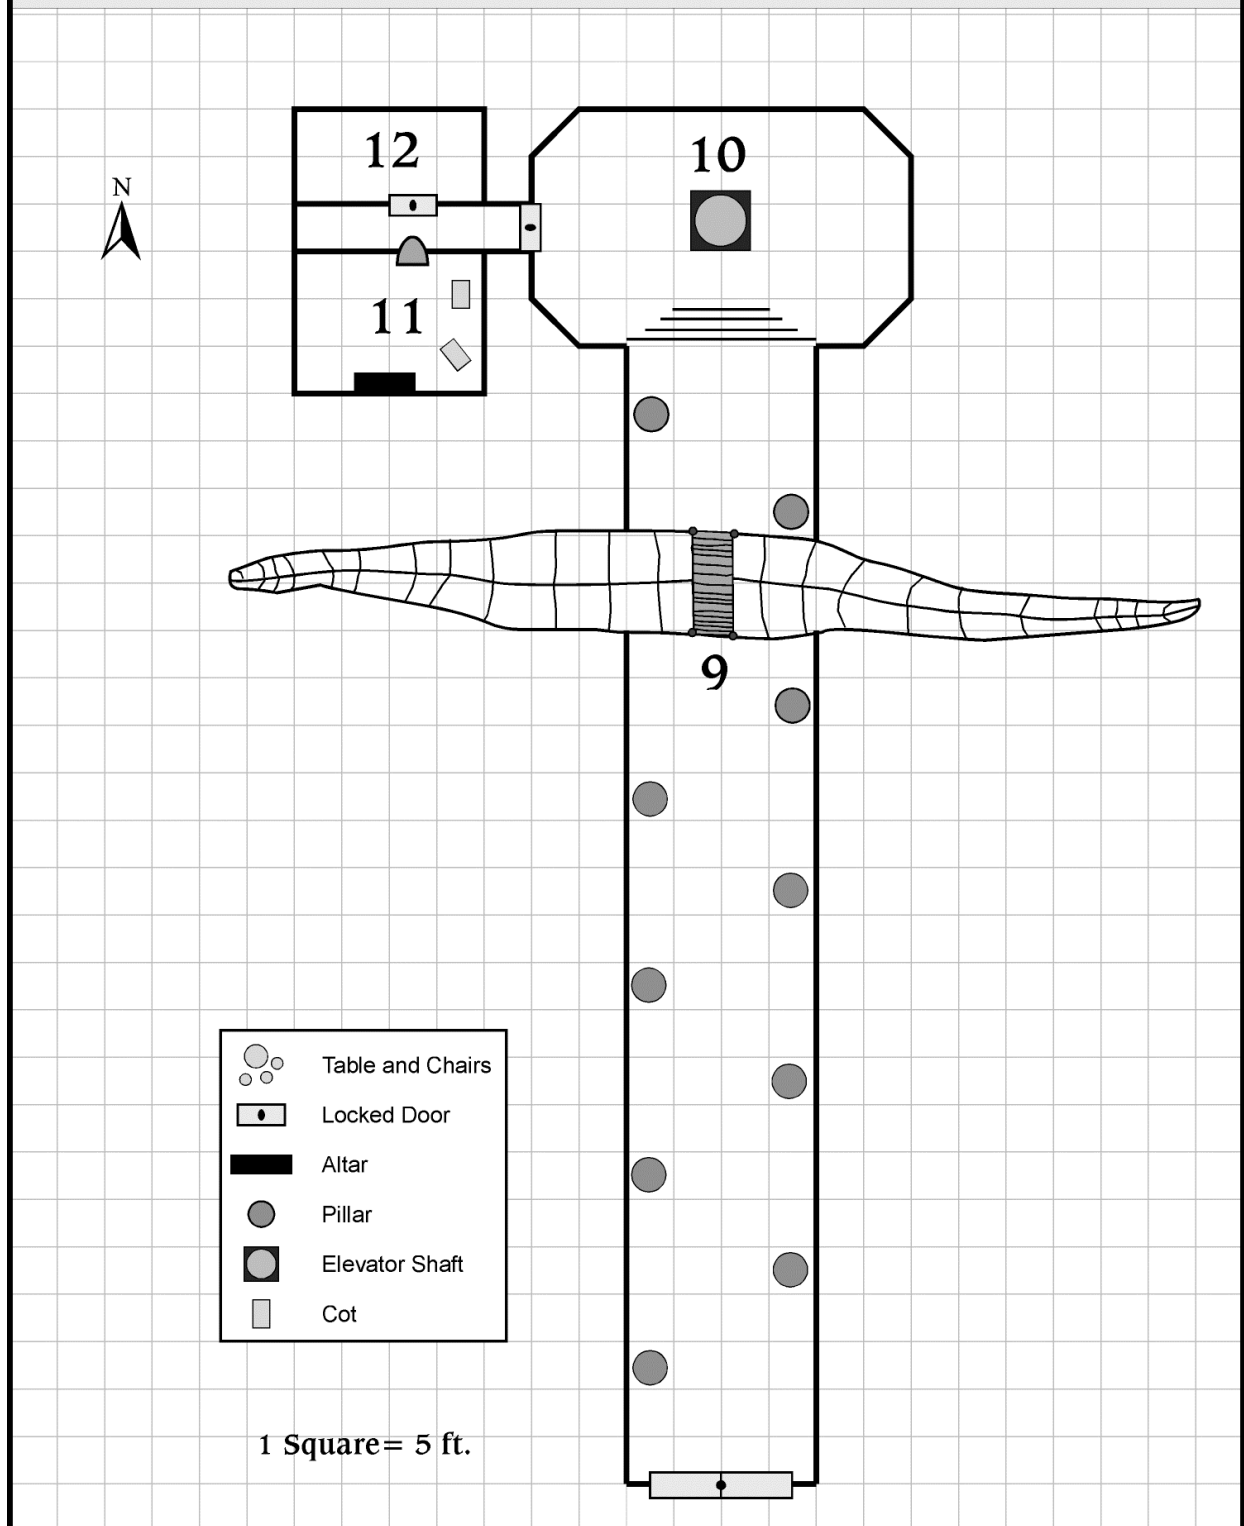 12
10
N
11
9
Table and Chairs
Locked Door
Altar
Pillar
Elevator Shaft
Cot
1 Square= 5 ft.